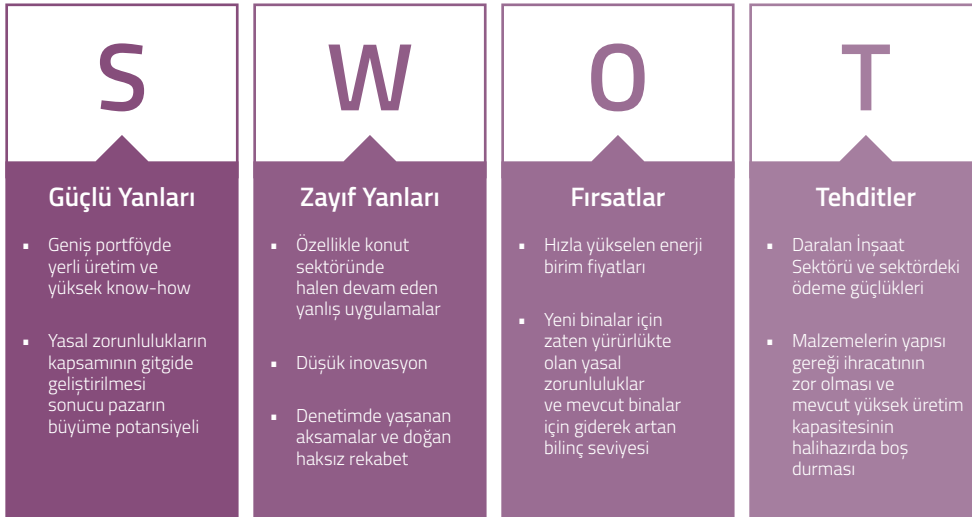 S
Güçlü Yanları
Geniş portföyde
yerli üretim ve
yüksek know-how
Yasal zorunlulukların
kapsamının gitgide
geliştirilmesi
sonucu pazarın
büyüme potansiyeli
W
Zayıf Yanları
Özellikle konut
sektöründe
halen devam eden
yanlış uygulamalar
Düşük inovasyon
Denetimde yaşanan
aksamalar ve doğan
haksız rekabet
O
Fırsatlar
Hızla yükselen enerji
birim fiyatları
Yeni binalar için
zaten yürürlükte
olan yasal
zorunluluklar
ve mevcut binalar
için giderek artan
bilinç seviyesi
T
Tehditler
Daralan İnşaat
Sektörü ve sektördeki
ödeme güçlükleri
Malzemelerin yapısı
gereği ihracatının
zor olması ve
mevcut yüksek üretim
kapasitesinin
halihazırda boş
durması